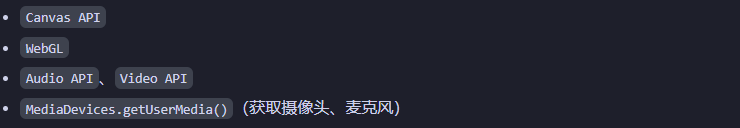 Canvas API
WebGL
Audio API、Video API
MediaDevices.getUserMedia()（获取摄像头、麦克风）